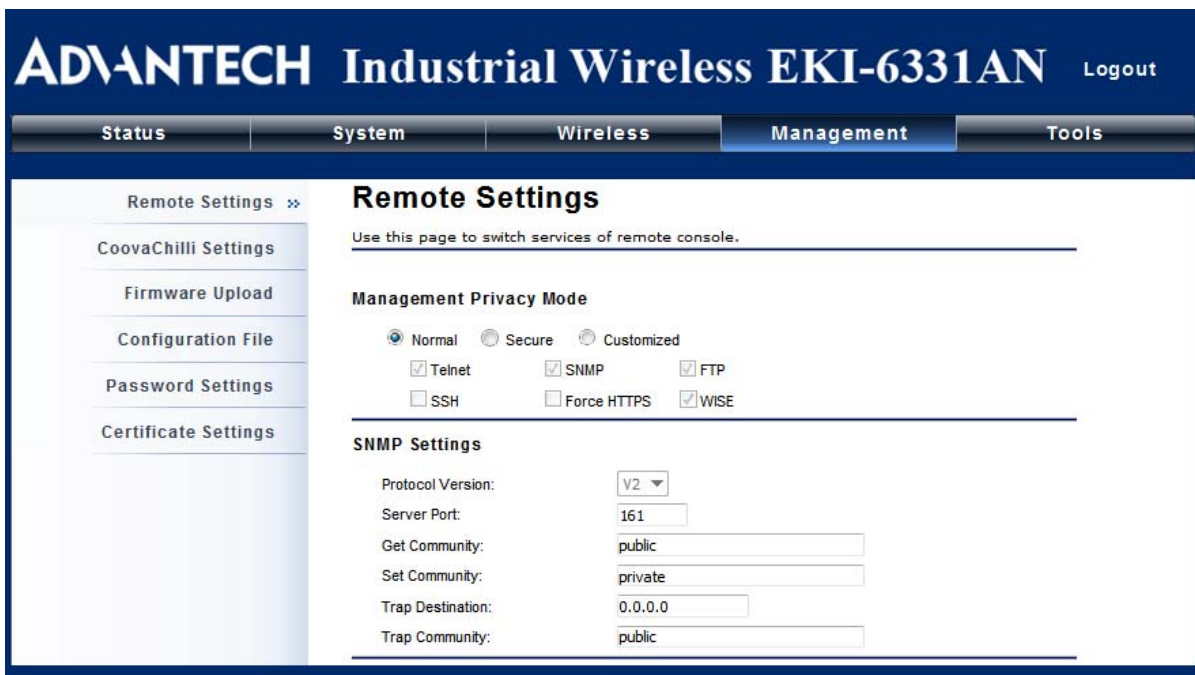 ADVANTECH Industrial Wireless EKI-6331AN Logout
Status System Wireless Management Tools
Remote Settings »
CoovaChilli Settings
Firmware Upload
Configuration File
Password Settings
Certificate Settings
Remote Settings
Use this page to switch services of remote console.
Management Privacy Mode
Normal Secure Customized
Telnet SNMP FTP
SSH Force HTTPS WISE
SNMP Settings
Protocol Version: V2
Server Port: 161
Get Community: public
Set Community: private
Trap Destination: 0.0.0.0
Trap Community: public